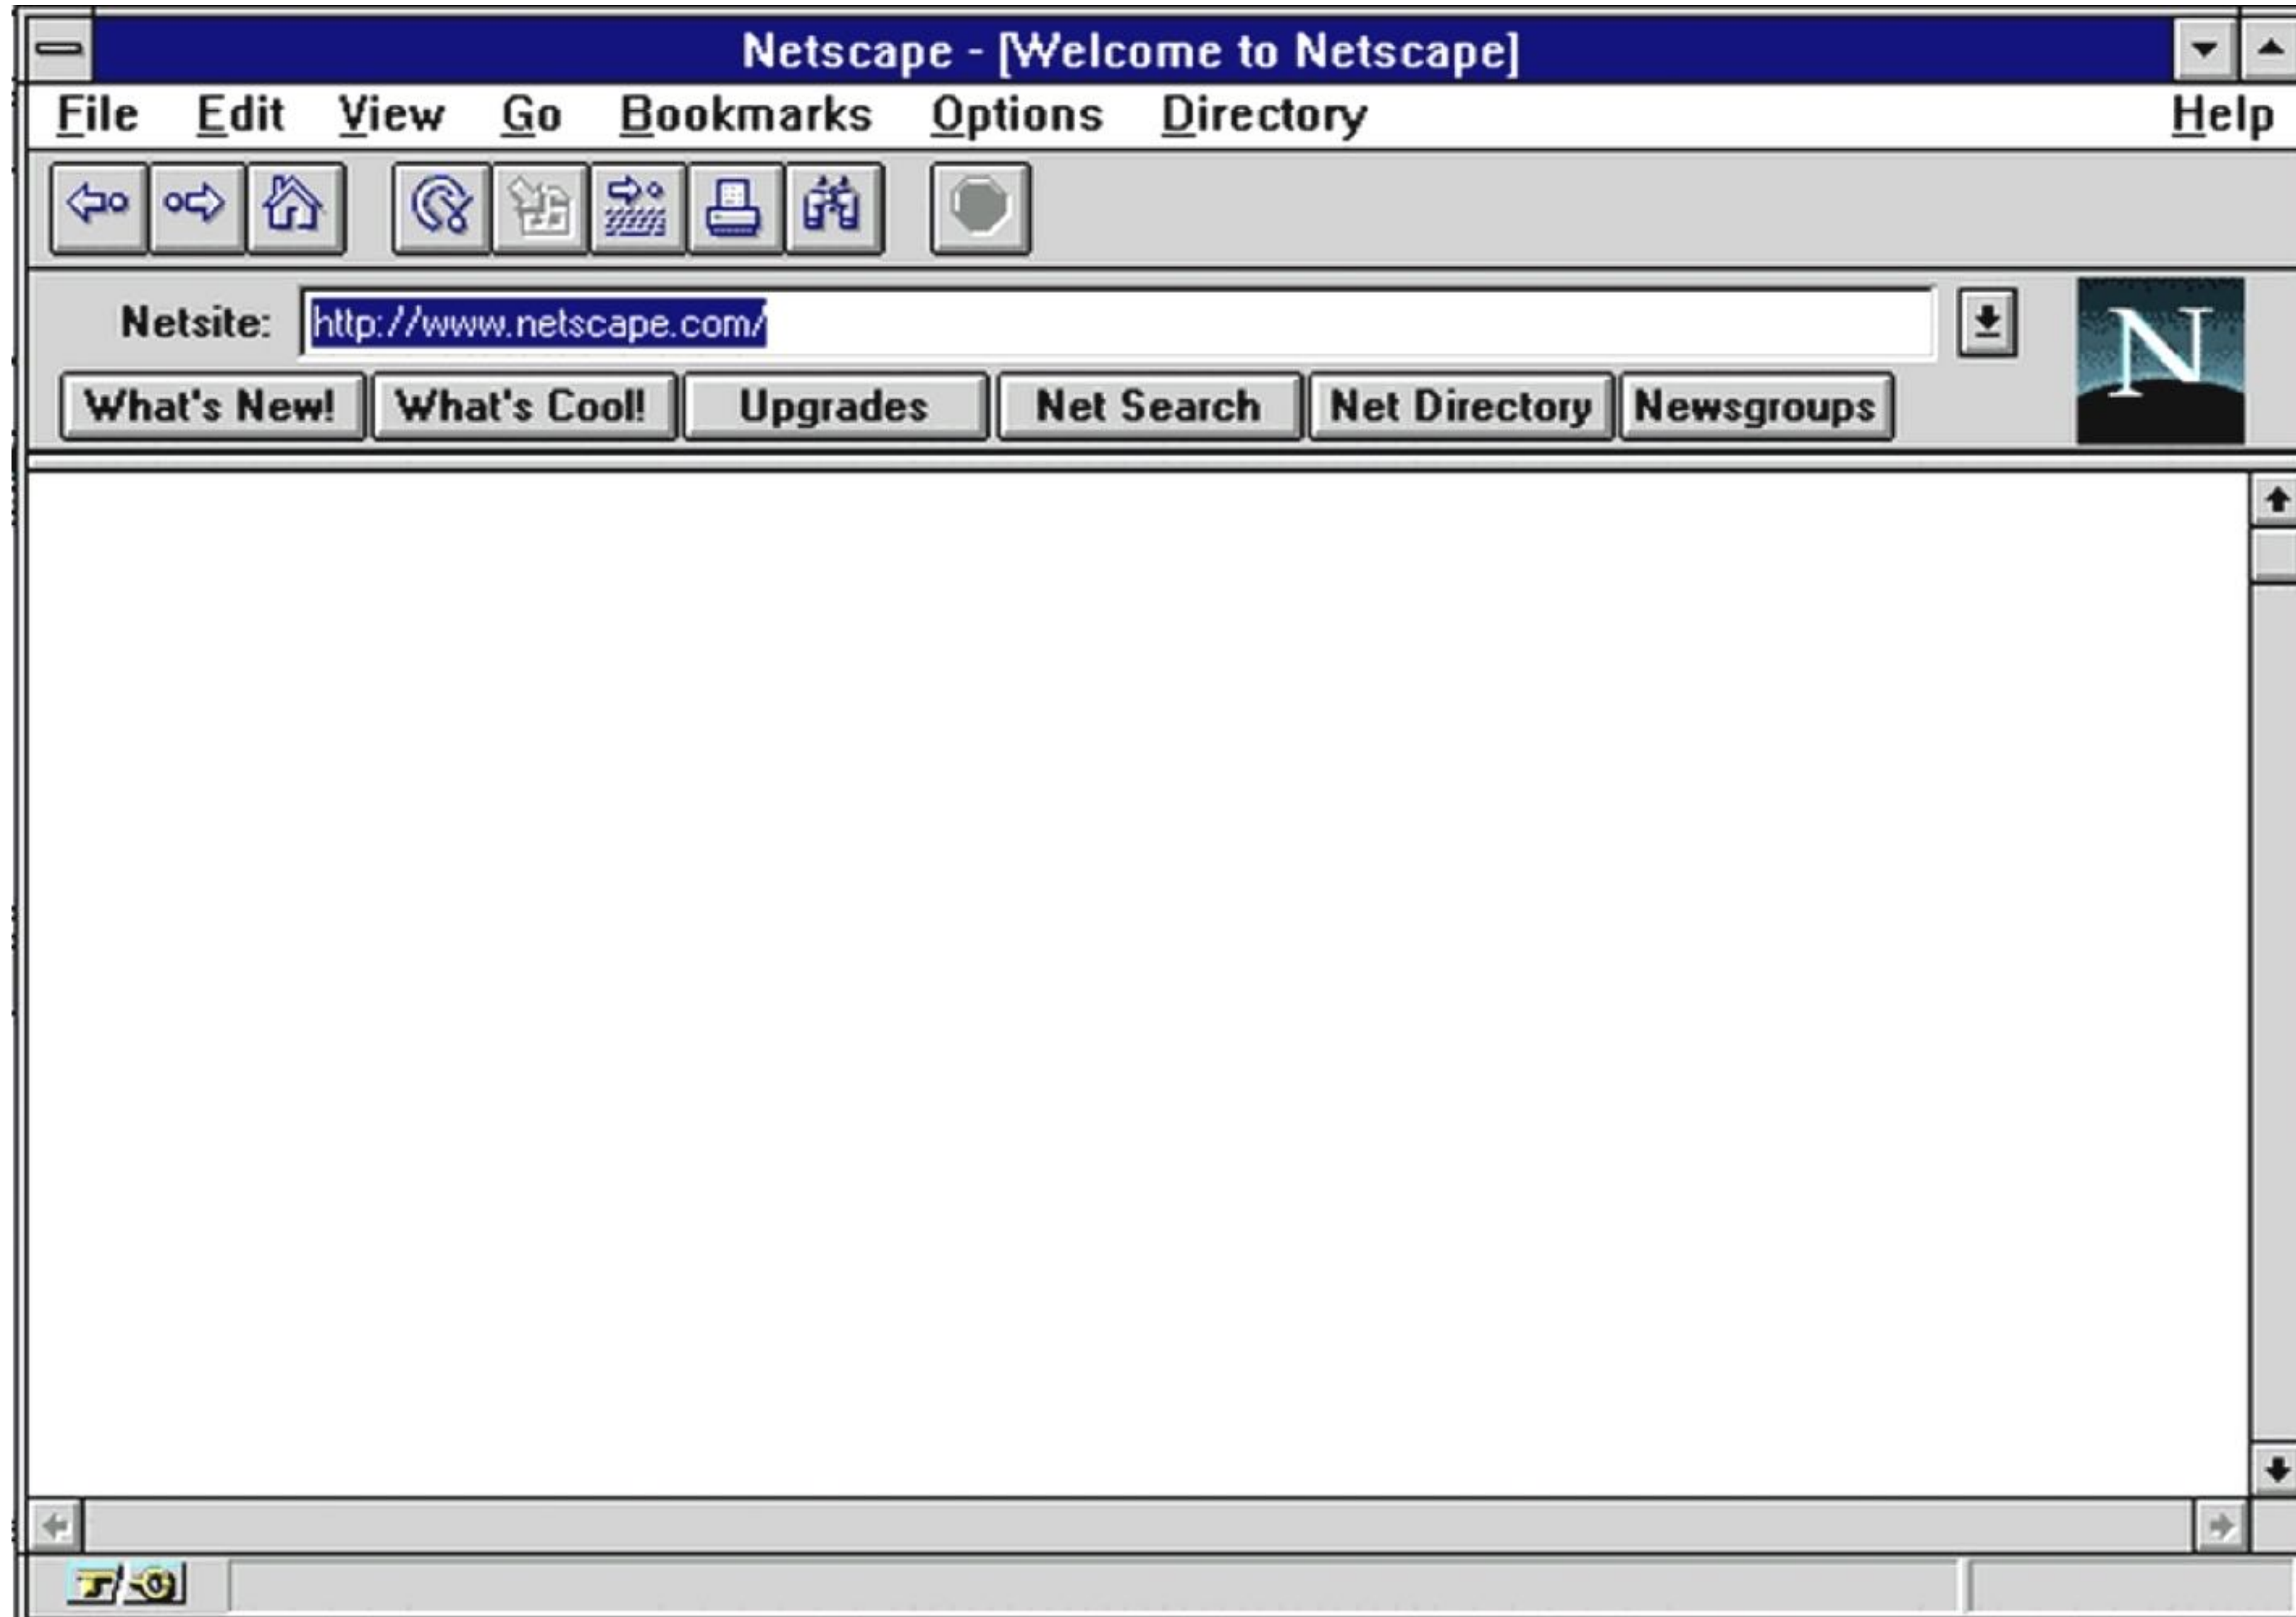 Netscape - [Welcome to Netscape]
File Edit View Go Bookmarks Options Directory Help
Netsite: http://www.netscape.com/
N
What's New! What's Cool! Upgrades Net Search Net Directory Newsgroups